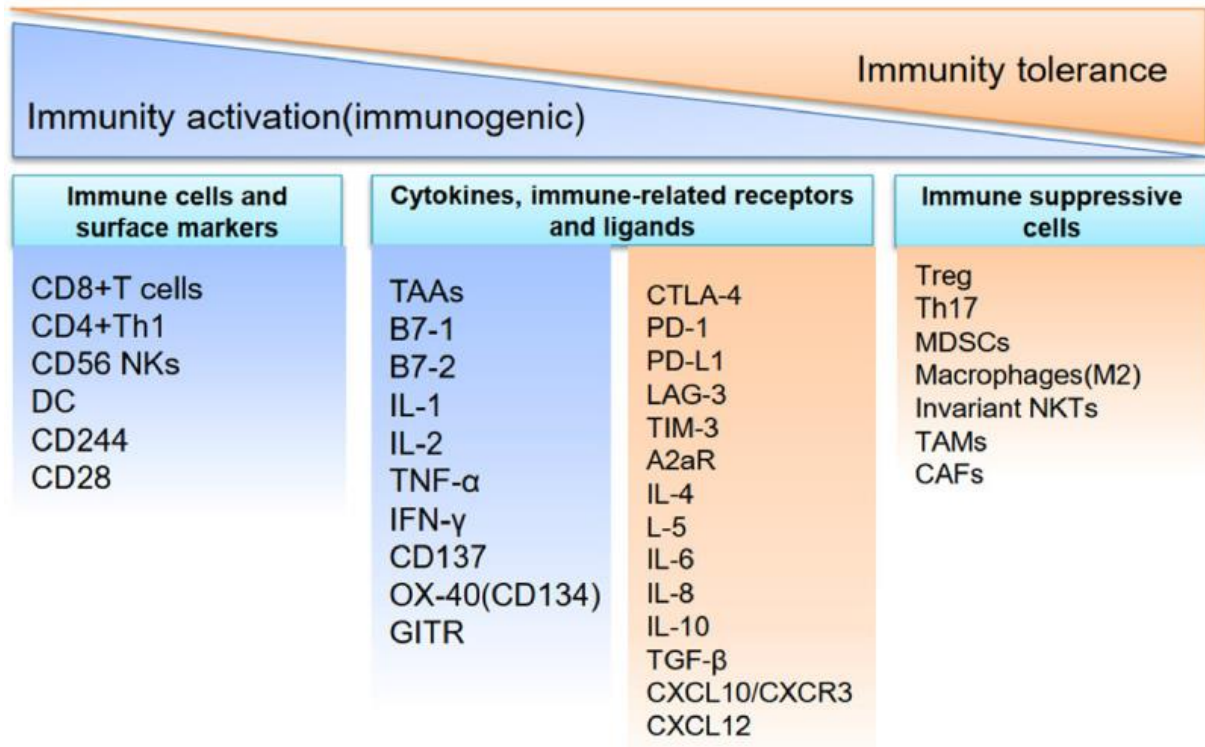 Immunity tolerance
Immunity activation(immunogenic)
Immune cells and
surface markers
CD8+T cells
CD4+Th1
CD56 NKs
DC
CD244
CD28
Cytokines, immune-related receptors
and ligands
TAAs
B7-1
B7-2
IL-1
IL-2
TNF-α
IFN-γ
CD137
OX-40(CD134)
GITR
CTLA-4
PD-1
PD-L1
LAG-3
TIM-3
A2aR
IL-4
L-5
IL-6
IL-8
IL-10
TGF-β
CXCL10/CXCR3
CXCL12
Immune suppressive
cells
Treg
Th17
MDSCs
Macrophages(M2)
Invariant NKTs
TAMs
CAFs